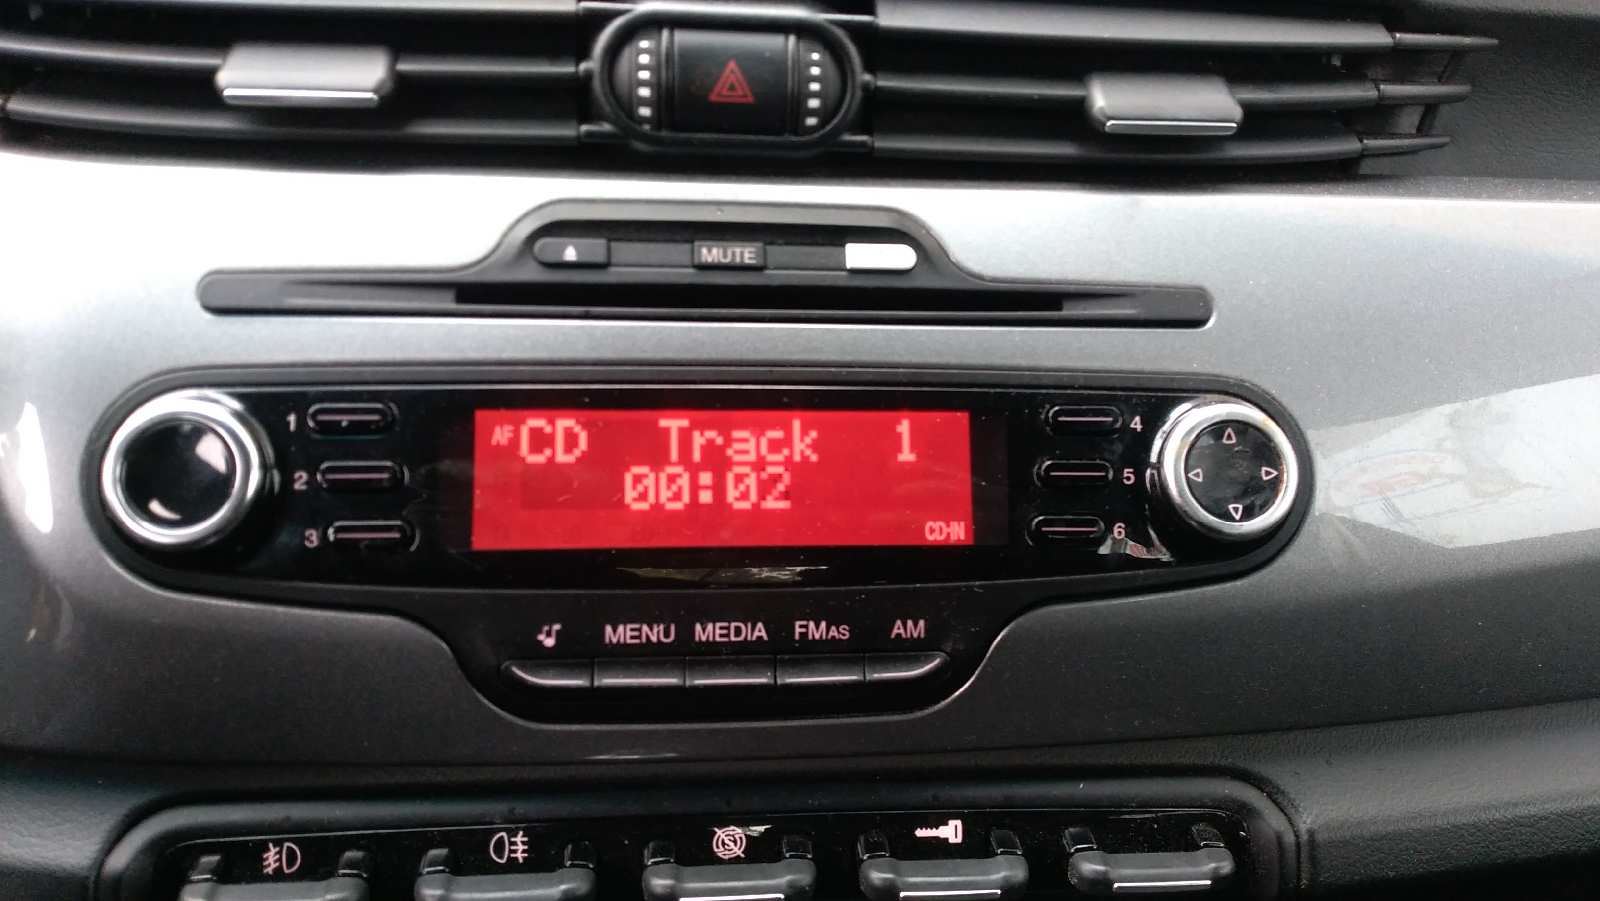 MUTE
1
2
3
AF CD Track 1
00:02
CD-IN
4
5
6
MENU MEDIA FMAS AM